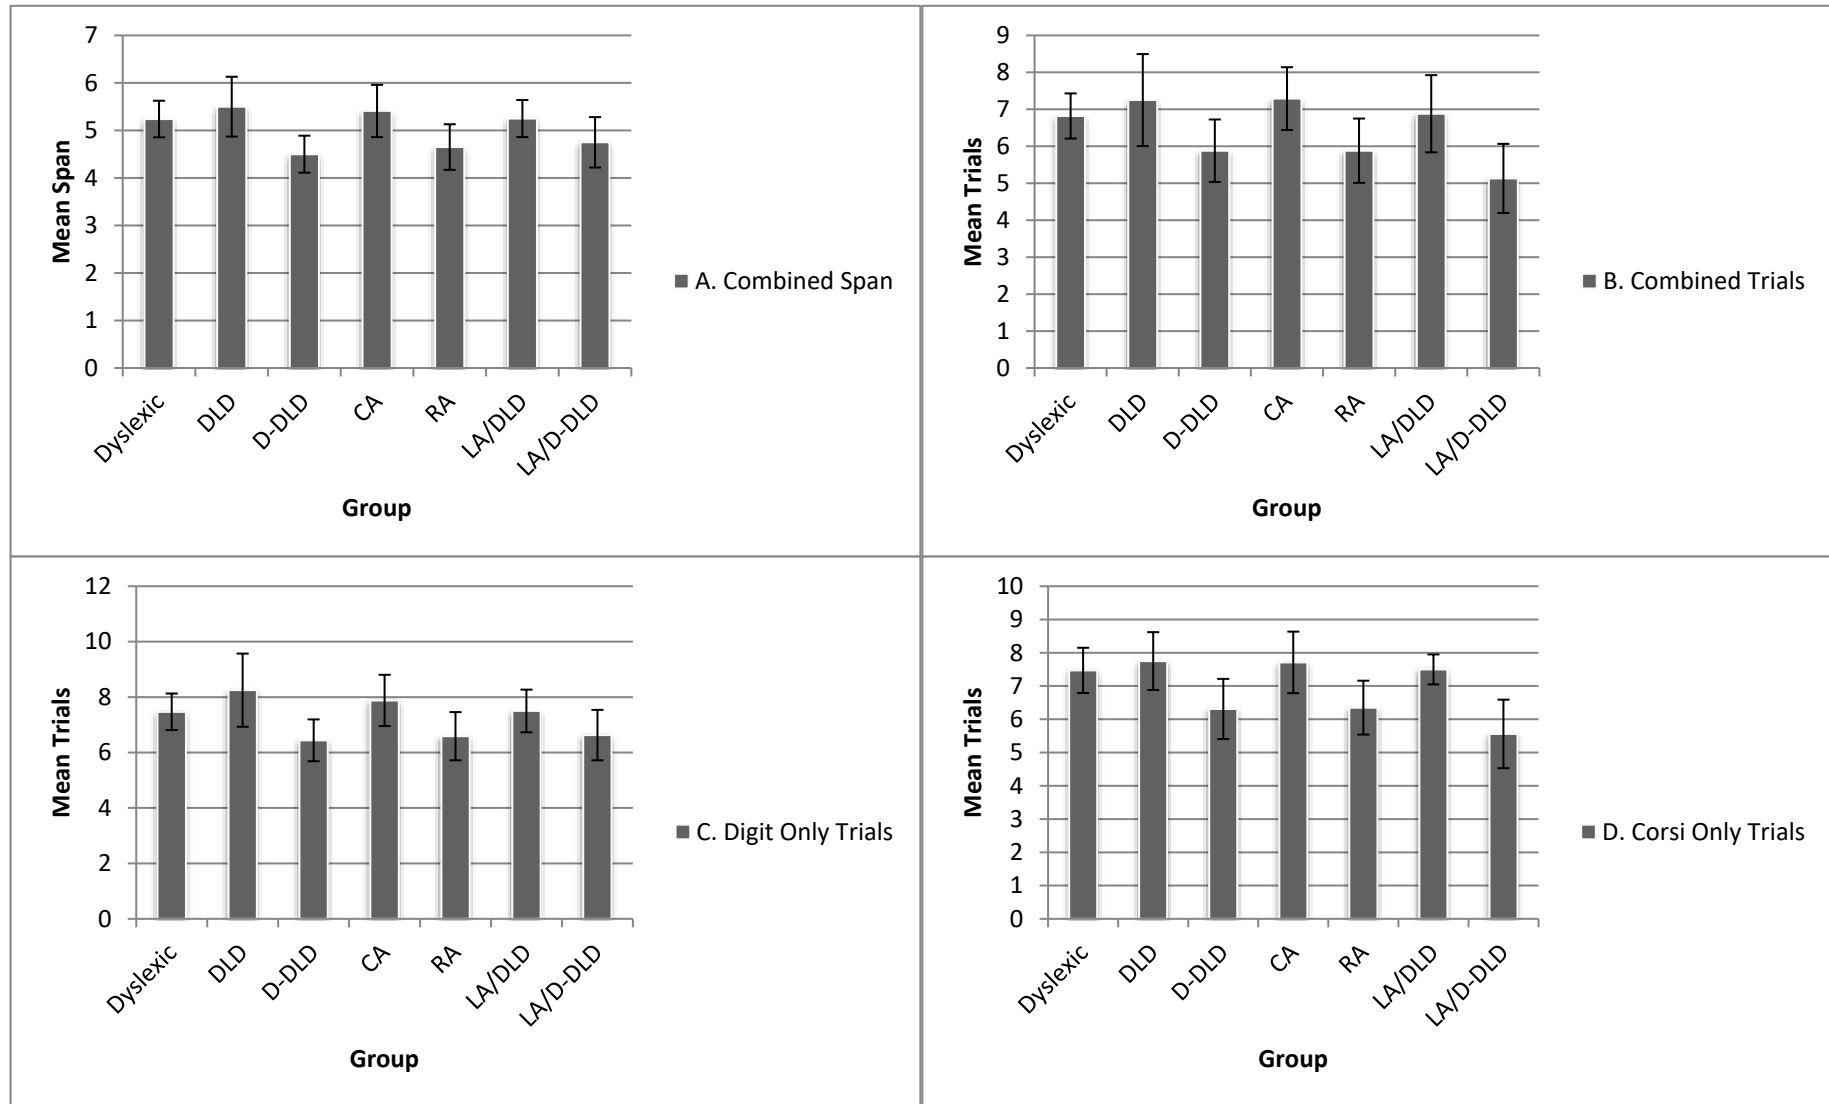 7
6
5
4
3
2
1
0
Mean Span
Dyslexic
DLD
D-DLD
CA
RA
LA/DLD
LA/D-DLD
Group
A. Combined Span
9
8
7
6
5
4
3
2
1
0
Mean Trials
Dyslexic
DLD
D-DLD
CA
RA
LA/DLD
LA/D-DLD
Group
B. Combined Trials
12
10
8
6
4
2
0
Mean Trials
Dyslexic
DLD
D-DLD
CA
RA
LA/DLD
LA/D-DLD
Group
C. Digit Only Trials
10
9
8
7
6
5
4
3
2
1
0
Mean Trials
Dyslexic
DLD
D-DLD
CA
RA
LA/DLD
LA/D-DLD
Group
D. Corsi Only Trials